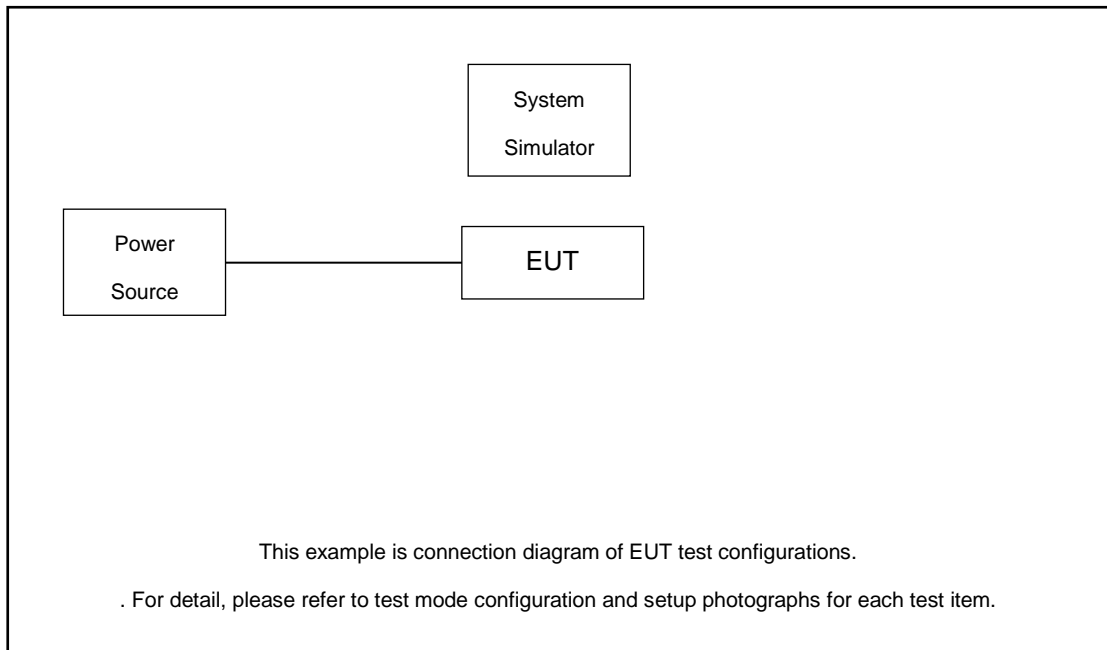 System
Simulator
Power
Source
EUT
This example is connection diagram of EUT test configurations.
. For detail, please refer to test mode configuration and setup photographs for each test item.